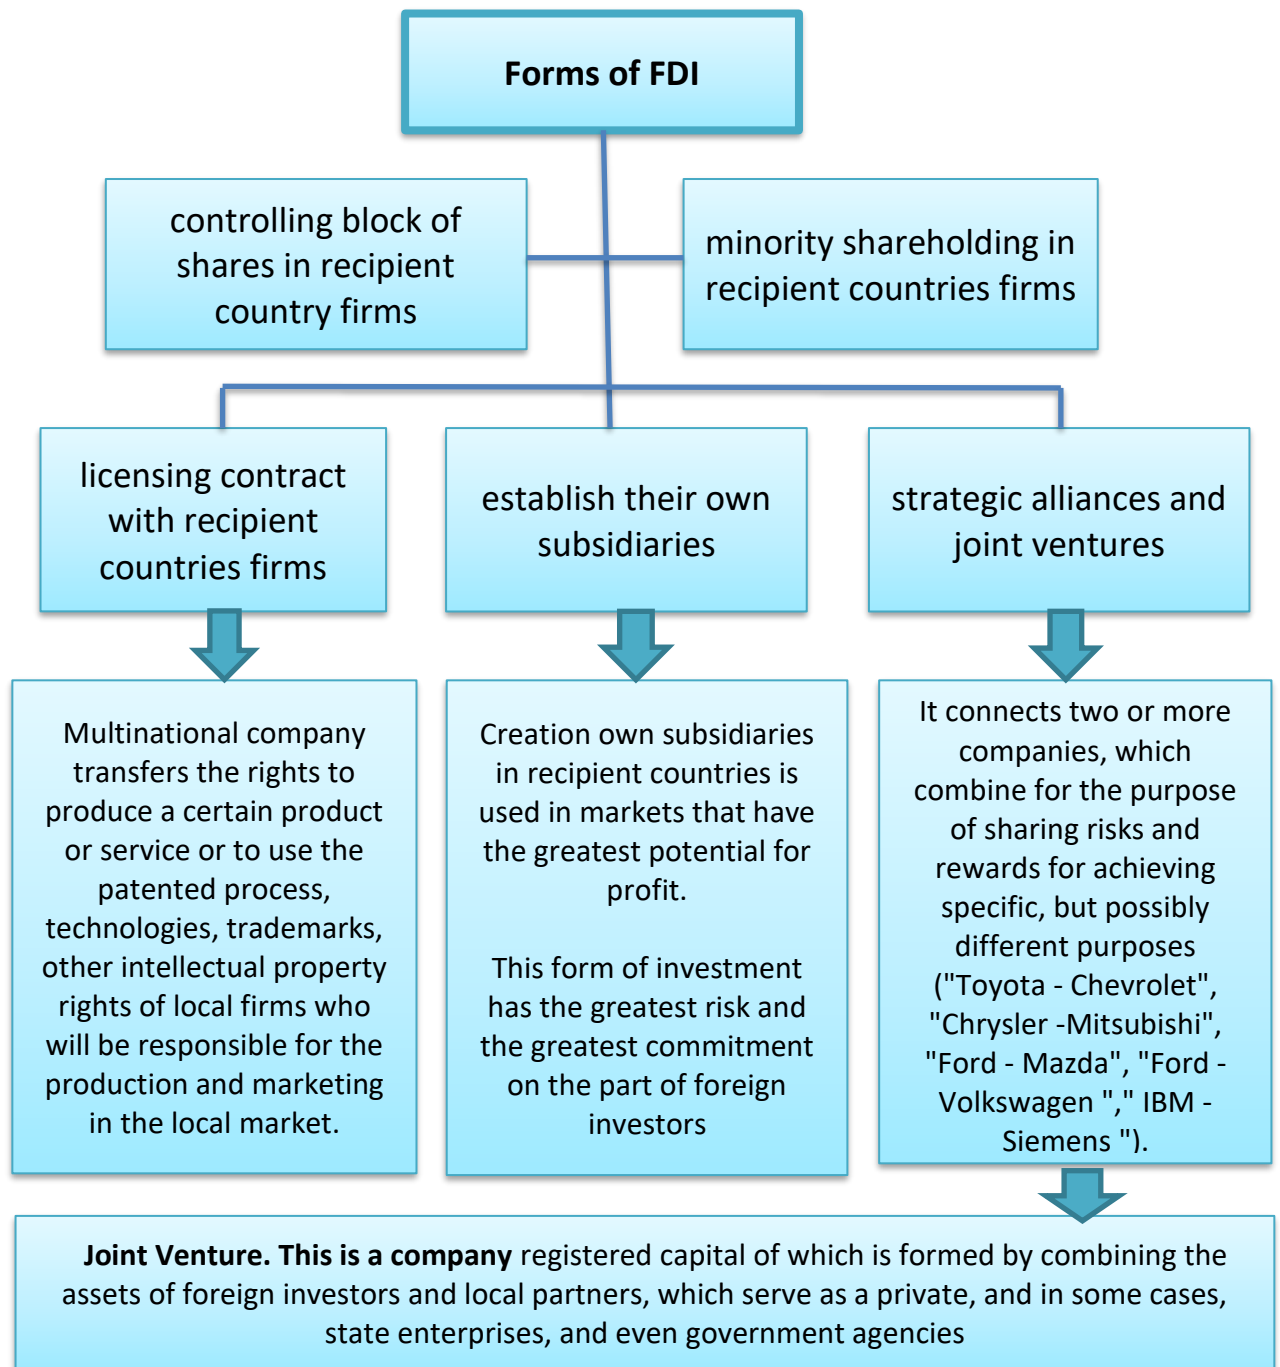 Forms of FDI
controlling block of
shares in recipient
country firms
minority shareholding in
recipient countries firms
licensing contract
with recipient
countries firms
establish their own
subsidiaries
strategic alliances and
joint ventures
Multinational company
transfers the rights to
produce a certain product
or service or to use the
patented process,
technologies, trademarks,
other intellectual property
rights of local firms who
will be responsible for the
production and marketing
in the local market.
Creation own subsidiaries
in recipient countries is
used in markets that have
the greatest potential for
profit.
This form of investment
has the greatest risk and
the greatest commitment
on the part of foreign
investors
It connects two or more
companies, which
combine for the purpose
of sharing risks and
rewards for achieving
specific, but possibly
different purposes
("Toyota - Chevrolet",
"Chrysler -Mitsubishi",
"Ford - Mazda", "Ford -
Volkswagen "," IBM -
Siemens ").
Joint Venture. This is a company registered capital of which is formed by combining the
assets of foreign investors and local partners, which serve as a private, and in some cases,
state enterprises, and even government agencies